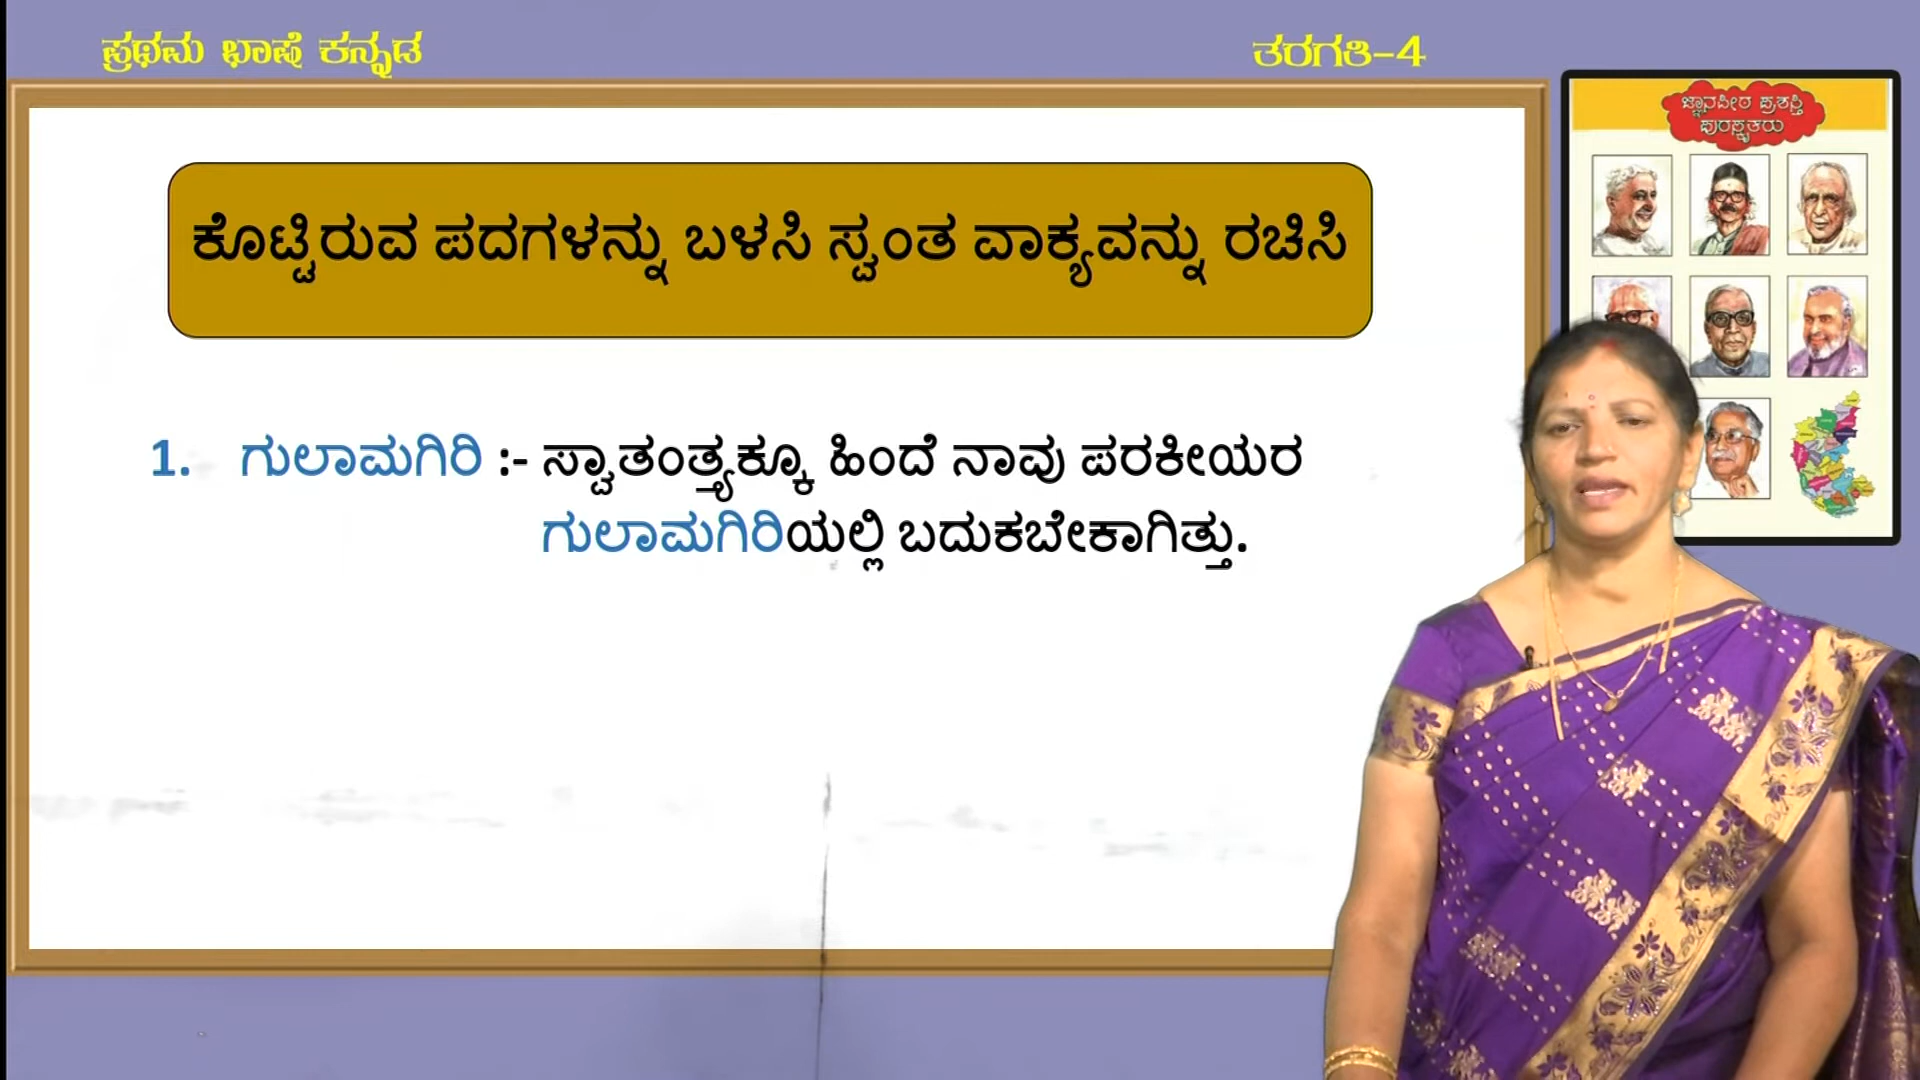 ಪ್ರಥಮ ಭಾಷೆ ಕನ್ನಡ
ತರಗತಿ-4
ಜ್ಞಾನಪೀಠ ಪ್ರಶಸ್ತಿ
ಪುರಸ್ಕೃತರು
ಕೊಟ್ಟಿರುವ ಪದಗಳನ್ನು ಬಳಸಿ ಸ್ವಂತ ವಾಕ್ಯವನ್ನು ರಚಿಸಿ
1. ಗುಲಾಮಗಿರಿ :- ಸ್ವಾತಂತ್ರ್ಯಕ್ಕೂ ಹಿಂದೆ ನಾವು ಪರಕೀಯರ
ಗುಲಾಮಗಿರಿಯಲ್ಲಿ ಬದುಕಬೇಕಾಗಿತ್ತು.